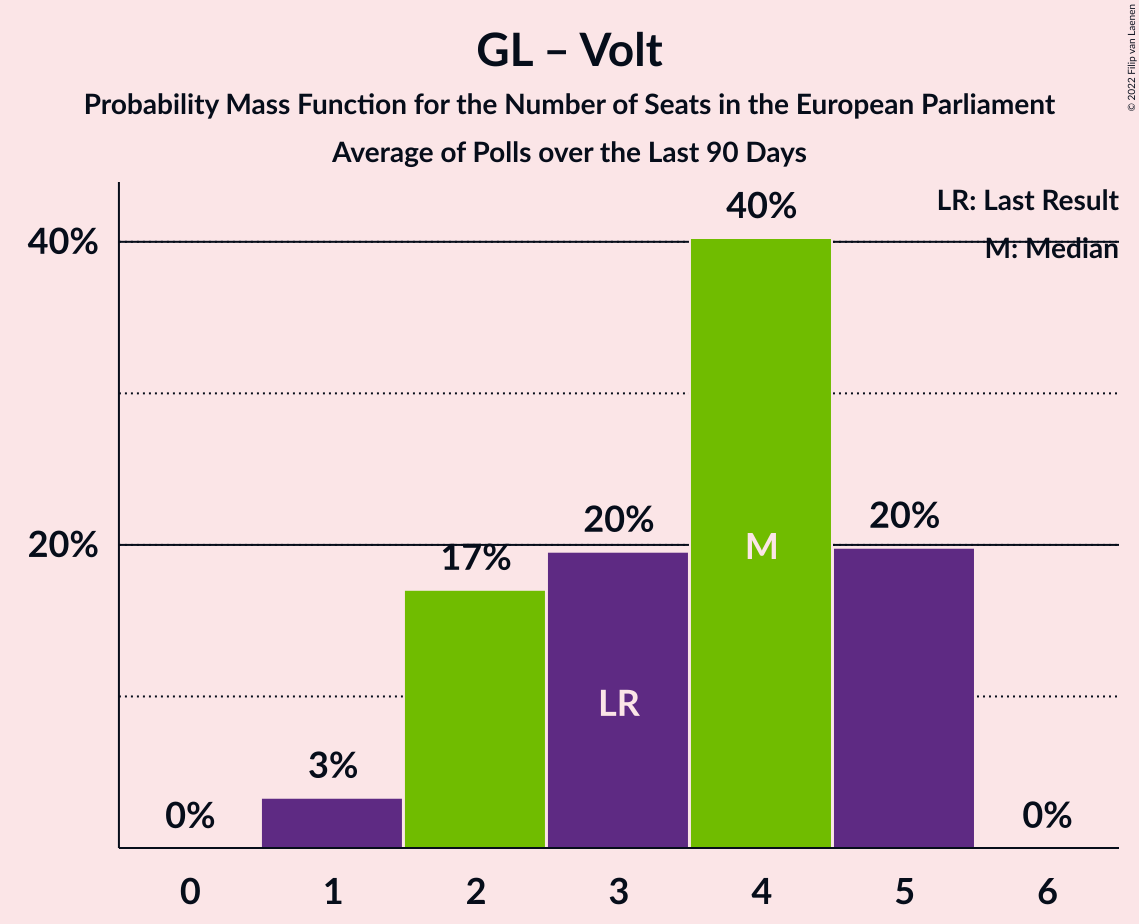 GL – Volt
Probability Mass Function for the Number of Seats in the European Parliament
Average of Polls over the Last 90 Days
© 2022 Filip van Laenen
LR: Last Result
M: Median
40%
20%
0%
3%
17%
20%
40%
20%
0%
LR
M
0 1 2 3 4 5 6